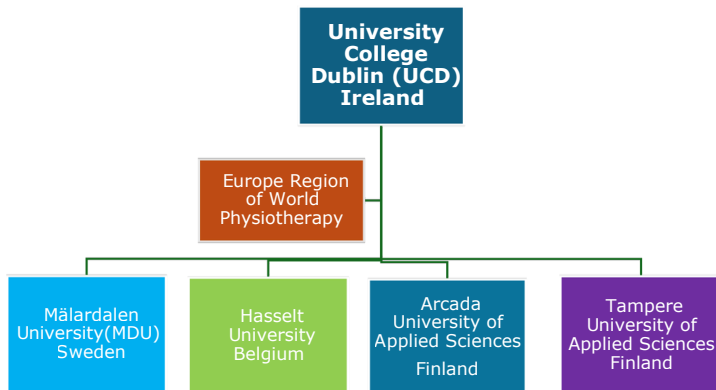 University
College
Dublin (UCD)
Ireland
Europe Region
of World
Physiotherapy
Mälardalen
University(MDU)
Sweden
Hasselt
University
Belgium
Arcada
University of
Applied Sciences
Finland
Tampere
University of
Applied Sciences
Finland